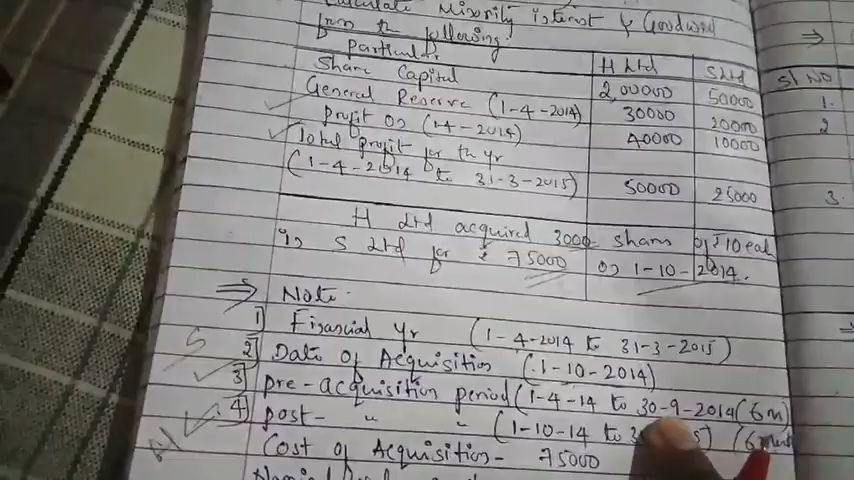 Calculate Minority interest & Goodwill
from the following:
Particular H Ltd S Ltd
Share Capital 2,00000 50000
General Reserve (1-4-2014) 30000 20000
Profit on (1-4-2014) 40000 10000
Total profit for the yr
(1-4-2014 to 31-3-2015) 50000 25000
H Ltd acquired 3000 shares of ₹10 each
in S Ltd for ₹ 75000 on 1-10-2014.
⇒ Note:
1] Financial yr (1-4-2014 to 31-3-2015)
2] Date of Acquisition (1-10-2014)
3] Pre-acquisition period (1-4-14 to 30-9-2014 (6m)
4] post- " " (1-10-14 to
Cost of Acquisition- 75000
⇒
Sl No
1.
2
3.